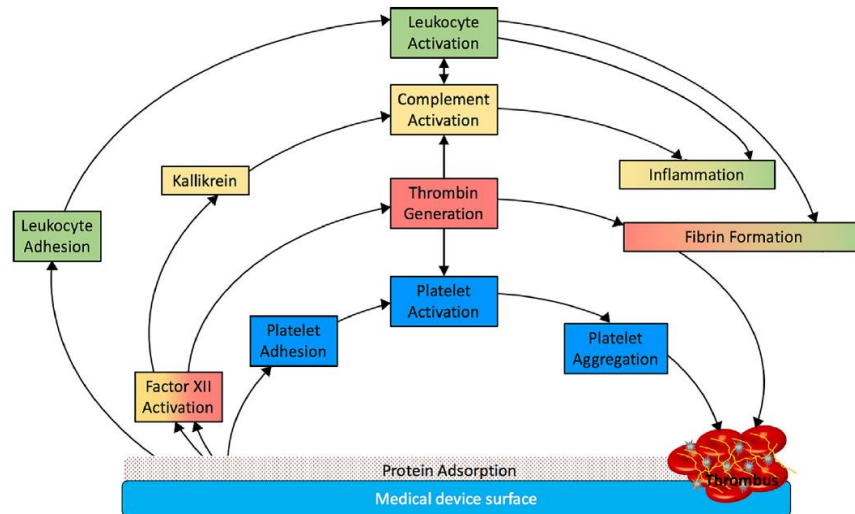 Leukocyte
Activation
Complement
Activation
Kallikrein
Inflammation
Thrombin
Generation
Leukocyte
Adhesion
Fibrin Formation
Platelet
Activation
Platelet
Adhesion
Platelet
Aggregation
Factor XII
Activation
Protein Adsorption
Thrombus
Medical device surface